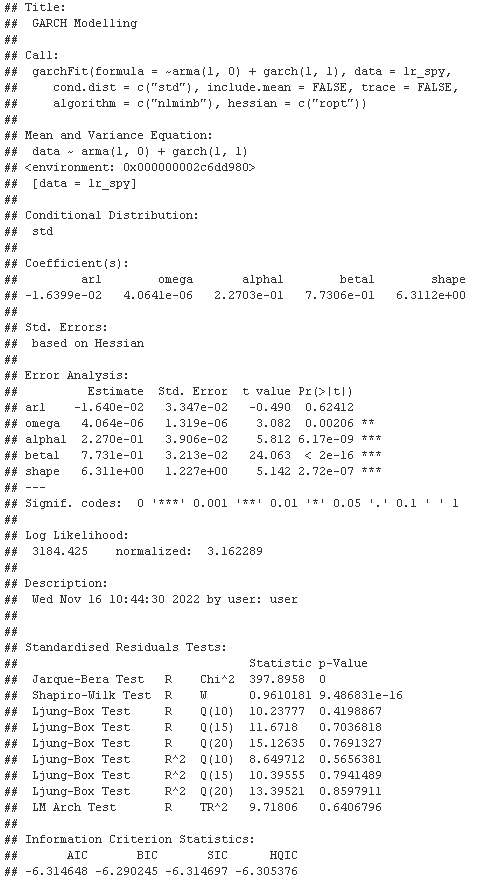 ## Title:
##  GARCH Modelling
##
## Call:
##  garchFit(formula = ~arma(1, 0) + garch(1, 1), data = lr_spy,
##     cond.dist = c("std"), include.mean = FALSE, trace = FALSE,
##     algorithm = c("nlminb"), hessian = c("ropt"))
##
## Mean and Variance Equation:
##  data ~ arma(1, 0) + garch(1, 1)
## <environment: 0x000000002c6dd980>
##  [data = lr_spy]
##
## Conditional Distribution:
##  std
##
## Coefficient(s):
##         ar1        omega       alpha1        beta1        shape
## -1.6399e-02   4.0641e-06   2.2703e-01   7.7306e-01   6.3112e+00
##
## Std. Errors:
##  based on Hessian
##
## Error Analysis:
##          Estimate  Std. Error  t value Pr(>|t|)
## ar1    -1.640e-02   3.347e-02   -0.490  0.62412
## omega   4.064e-06   1.319e-06    3.082  0.00206 **
## alpha1  2.270e-01   3.906e-02    5.812 6.17e-09 ***
## beta1   7.731e-01   3.213e-02   24.063  < 2e-16 ***
## shape   6.311e+00   1.227e+00    5.142 2.72e-07 ***
## ---
## Signif. codes:  0 '***' 0.001 '**' 0.01 '*' 0.05 '.' 0.1 ' ' 1
##
## Log Likelihood:
##  3184.425    normalized:  3.162289
##
## Description:
##  Wed Nov 16 10:44:30 2022 by user: user
##
##
## Standardised Residuals Tests:
##                                 Statistic p-Value
##  Jarque-Bera Test   R    Chi^2  397.8958  0
##  Shapiro-Wilk Test  R    W      0.9610181 9.486831e-16
##  Ljung-Box Test     R    Q(10)  10.23777  0.4198867
##  Ljung-Box Test     R    Q(15)  11.6718   0.7036818
##  Ljung-Box Test     R    Q(20)  15.12635  0.7691327
##  Ljung-Box Test     R^2  Q(10)  8.649712  0.5656381
##  Ljung-Box Test     R^2  Q(15)  10.39555  0.7941489
##  Ljung-Box Test     R^2  Q(20)  13.39521  0.8597911
##  LM Arch Test       R    TR^2   9.71806   0.6406796
##
## Information Criterion Statistics:
##       AIC       BIC       SIC      HQIC
## -6.314648 -6.290245 -6.314697 -6.305376